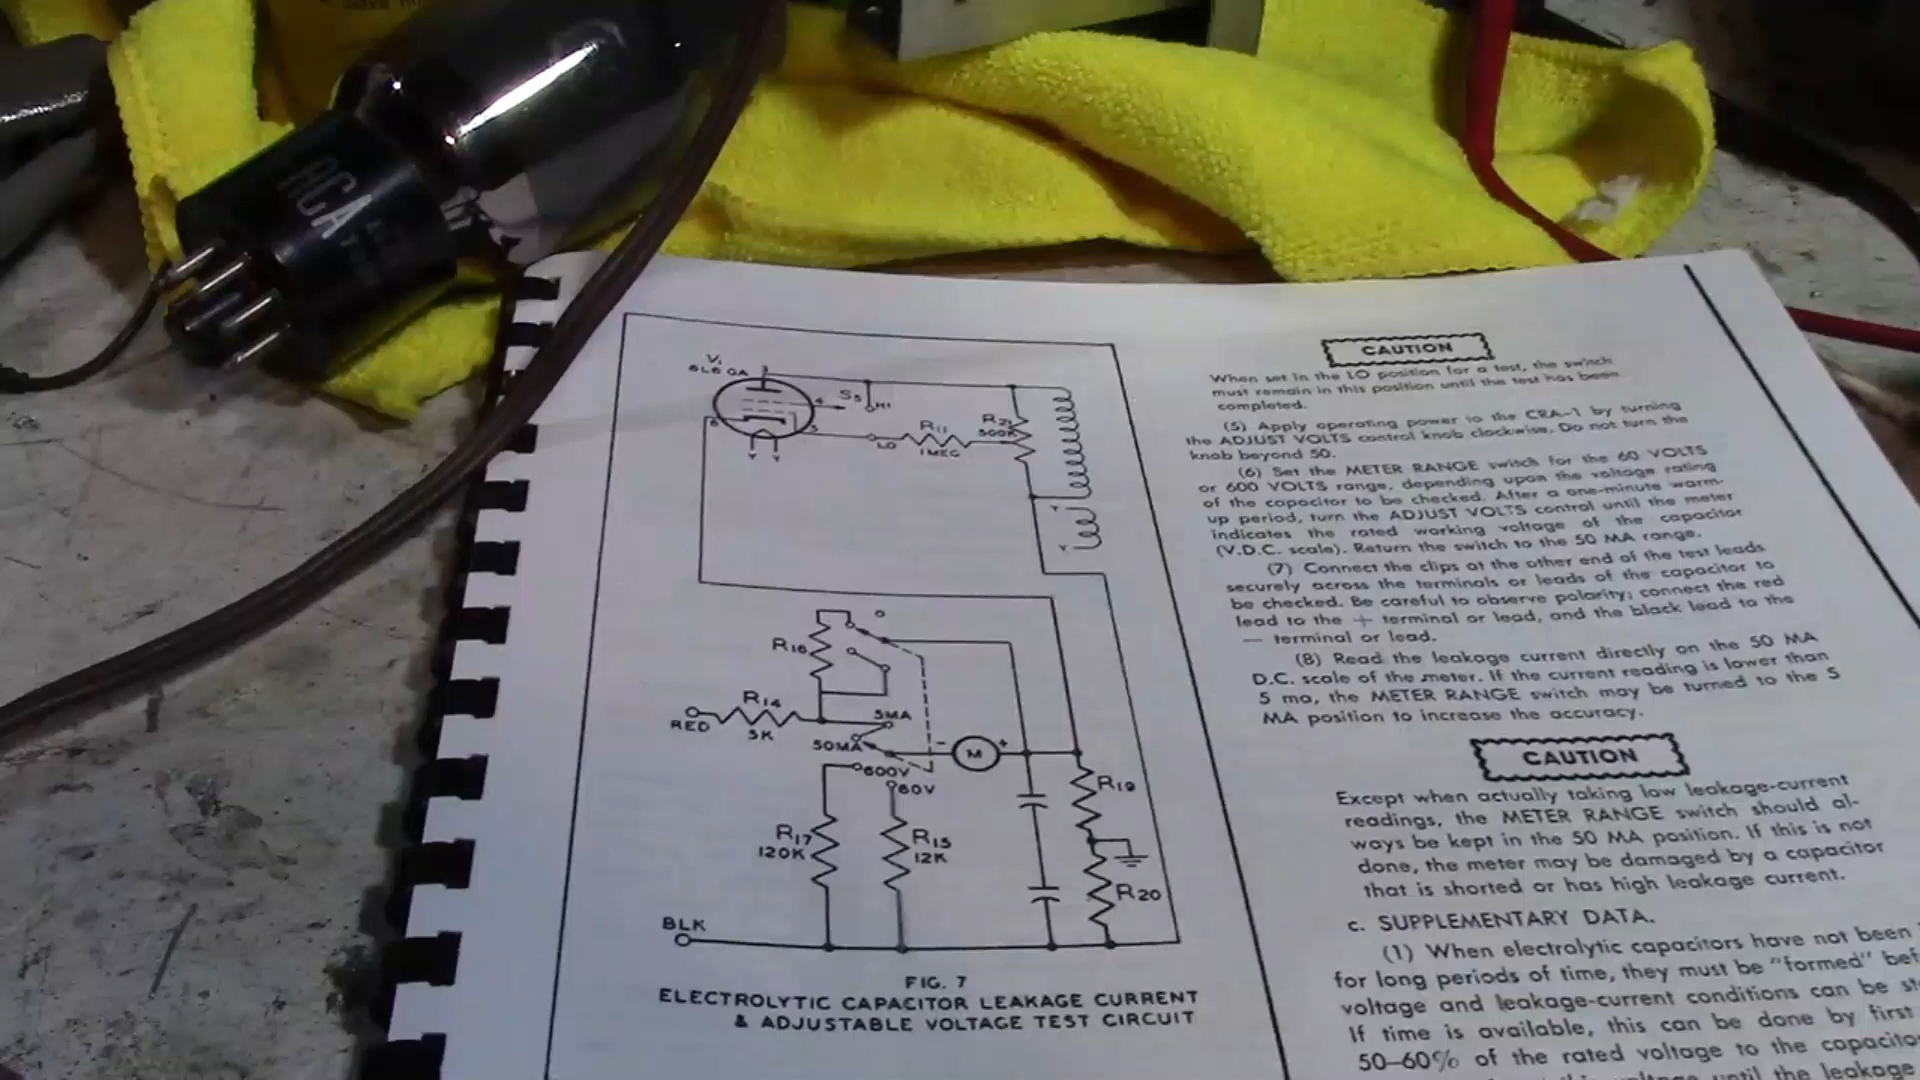 RCA
V1
6L6 GA
3
4
S5
HI
R21
500K
R11
LO
1MEG
5
8
Y Y
Y
Y
R16
R14
RED
5K
5MA
50MA
- M +
600V
60V
R19
R17
120K
R15
12K
R20
BLK
FIG. 7
ELECTROLYTIC CAPACITOR LEAKAGE CURRENT
& ADJUSTABLE VOLTAGE TEST CIRCUIT
CAUTION
When set in the LO position for a test, the switch
must remain in this position until the test has been
completed.
(5) Apply operating power to the CRA-1 by turning
the ADJUST VOLTS control knob clockwise. Do not turn the
knob beyond 50.
(6) Set the METER RANGE switch for the 60 VOLTS
or 600 VOLTS range, depending upon the voltage rating
of the capacitor to be checked. After a one-minute warm-
up period, turn the ADJUST VOLTS control until the meter
indicates the rated working voltage of the capacitor
(V.D.C. scale). Return the switch to the 50 MA range.
(7) Connect the clips at the other end of the test leads
securely across the terminals or leads of the capacitor to
be checked. Be careful to observe polarity; connect the red
lead to the + terminal or lead, and the black lead to the
— terminal or lead.
(8) Read the leakage current directly on the 50 MA
D.C. scale of the meter. If the current reading is lower than
5 ma, the METER RANGE switch may be turned to the 5
MA position to increase the accuracy.
CAUTION
Except when actually taking low leakage-current
readings, the METER RANGE switch should al-
ways be kept in the 50 MA position. If this is not
done, the meter may be damaged by a capacitor
that is shorted or has high leakage current.
c. SUPPLEMENTARY DATA.
(1) When electrolytic capacitors have not been
for long periods of time, they must be "formed" bef
voltage and leakage-current conditions can be st
If time is available, this can be done by first
50–60% of the rated voltage to the capacito
voltage until the leakage